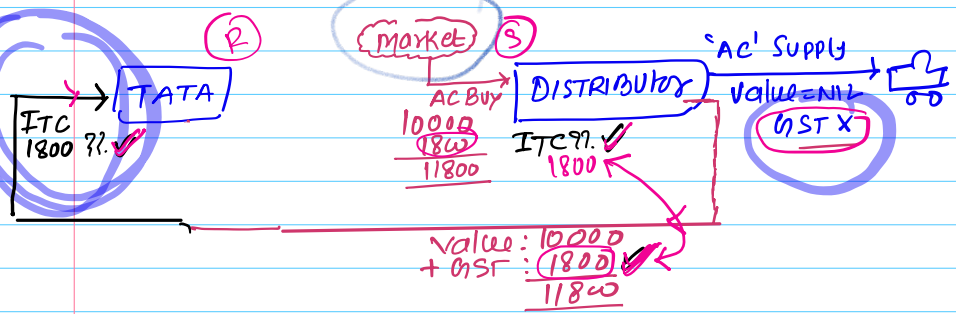 R
market
S
'AC' Supply
TATA
AC Buy
DISTRIBUTOR
Value=NIL
GST X
ITC
1800 ??. ✓
10000
1800
11800
ITC??. ✓
1800
Value: 10000
+ GST : 1800 ✓
11800